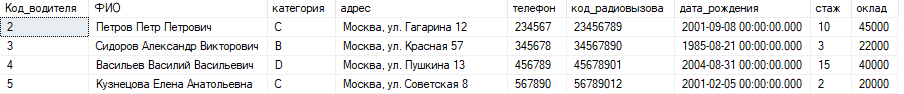 Код_водителя ФИО категория адрес телефон код_радиовызова дата_рождения стаж оклад
2 Петров Петр Петрович C Москва, ул. Гагарина 12 234567 23456789 2001-09-08 00:00:00.000 10 45000
3 Сидоров Александр Викторович B Москва, ул. Красная 57 345678 34567890 1985-08-21 00:00:00.000 3 22000
4 Васильев Василий Васильевич D Москва, ул. Пушкина 13 456789 45678901 2004-08-31 00:00:00.000 15 40000
5 Кузнецова Елена Анатольевна C Москва, ул. Советская 8 567890 56789012 2001-02-05 00:00:00.000 2 20000